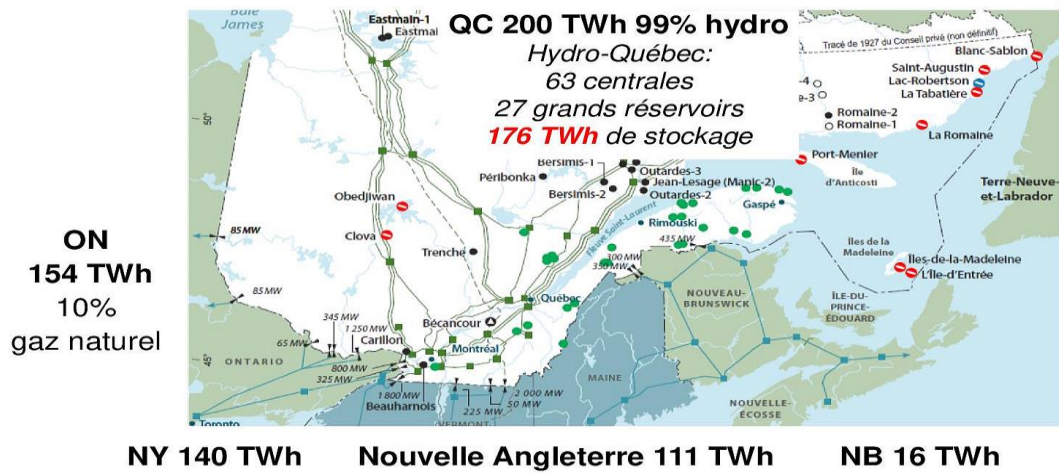 Baie
James
Eastmain-1
Eastmai
QC 200 TWh 99% hydro
Hydro-Québec:
63 centrales
27 grands réservoirs
176 TWh de stockage
Tracé de 1927 du Conseil privé (non définitif)
Blanc-Sablon
Saint-Augustin
Lac-Robertson
La Tabatière
-4
e-3
Romaine-2
Romaine-1
La Romaine
50°
Bersimis-1
Outardes-3
Péribonka
Jean-Lesage (Manic-2)
Bersimis-2
Outardes-2
Port-Menier
Île
d'Anticosti
Terre-Neuve-
et-Labrador
Obedjiwan
Clova
Trenche
Fleuve Saint-Laurent
Gaspé
Rimouski
435 MW
300 MW
350 MW
Îles de la
Madeleine
Îles-de-la-Madeleine
L'Île-d'Entrée
ON
154 TWh
10%
gaz naturel
85 MW
85 MW
345 MW
1 250 MW
65 MW
Carillon
800 MW
325 MW
1 800 MW
Beauharnois
Bécancour
Québec
Montréal
45°
ONTARIO
Toronto
225 MW
50 MW
2 000 MW
VERMONT
MAINE
NOUVEAU-
BRUNSWICK
ÎLE-DU-
PRINCE-
ÉDOUARD
NOUVELLE-
ÉCOSSE
NY 140 TWh
Nouvelle Angleterre 111 TWh
NB 16 TWh